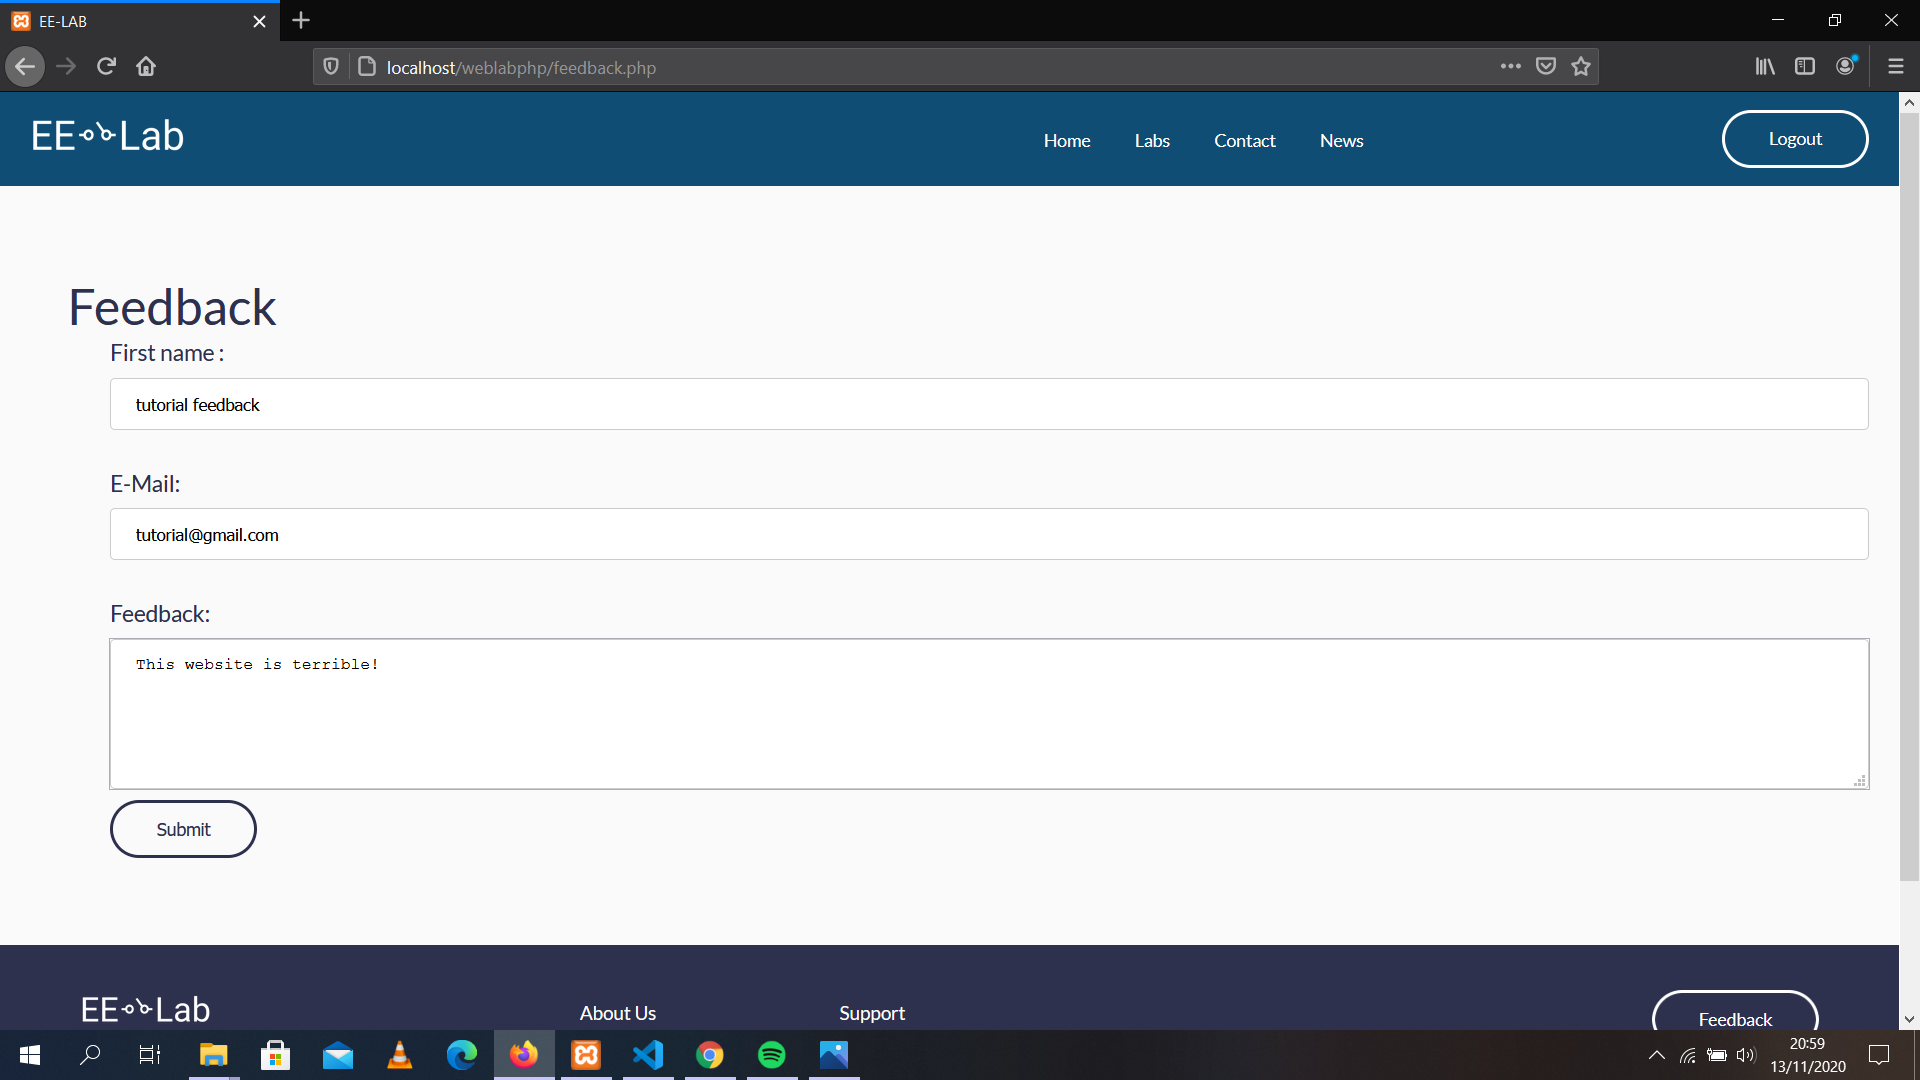 EE-LAB
localhost/weblabphp/feedback.php
EE Lab
Home Labs Contact News Logout
Feedback
First name :
tutorial feedback
E-Mail:
tutorial@gmail.com
Feedback:
This website is terrible!
Submit
EE Lab About Us Support Feedback
20:59
13/11/2020